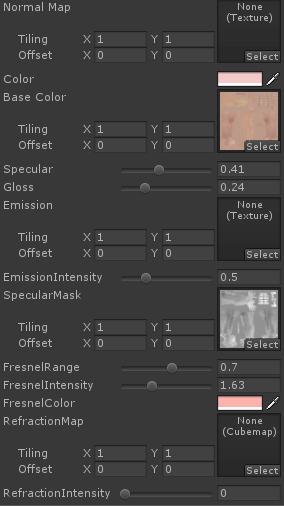 Normal Map
None
(Texture)
Tiling X 1 Y 1
Offset X 0 Y 0
Select
Color
Base Color
Tiling X 1 Y 1
Offset X 0 Y 0
Select
Specular 0.41
Gloss 0.24
Emission
None
(Texture)
Tiling X 1 Y 1
Offset X 0 Y 0
Select
EmissionIntensity 0.5
SpecularMask
Tiling X 1 Y 1
Offset X 0 Y 0
Select
FresnelRange 0.7
FresnelIntensity 1.63
FresnelColor
RefractionMap
None
(Cubemap)
Tiling X 1 Y 1
Offset X 0 Y 0
Select
RefractionIntensity 0